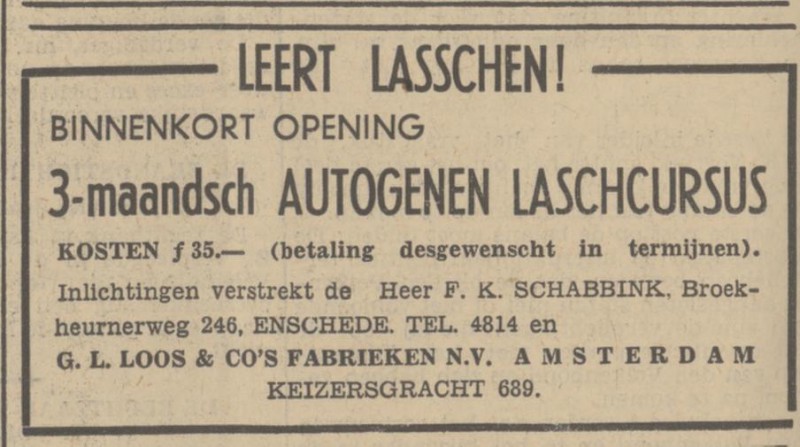 LEERT LASSCHEN!
BINNENKORT OPENING
3-maandsch AUTOGENEN LASCHCURSUS
KOSTEN ƒ 35.— (betaling desgewenscht in termijnen).
Inlichtingen verstrekt de Heer F. K. SCHABBINK, Broek-
heurnerweg 246, ENSCHEDE. TEL. 4814 en
G. L. LOOS & CO'S FABRIEKEN N.V. AMSTERDAM
KEIZERSGRACHT 689.